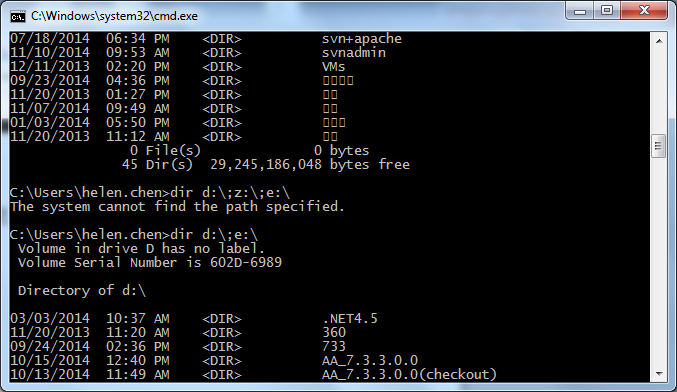 C:\Windows\system32\cmd.exe
07/18/2014 06:34 PM <DIR> svn+apache
11/10/2014 09:53 AM <DIR> svnadmin
12/11/2013 02:20 PM <DIR> VMs
09/23/2014 04:36 PM <DIR>
11/20/2013 01:27 PM <DIR>
11/07/2014 09:49 AM <DIR>
01/03/2014 05:50 PM <DIR>
11/20/2013 11:12 AM <DIR>
0 File(s) 0 bytes
45 Dir(s) 29,245,186,048 bytes free
C:\Users\helen.chen>dir d:\;z:\;e:\
The system cannot find the path specified.
C:\Users\helen.chen>dir d:\;e:\
Volume in drive D has no label.
Volume Serial Number is 602D-6989
Directory of d:\
03/03/2014 10:37 AM <DIR> .NET4.5
11/20/2013 11:20 AM <DIR> 360
09/24/2014 02:36 PM <DIR> 733
10/15/2014 12:40 PM <DIR> AA_7.3.3.0.0
10/13/2014 11:49 AM <DIR> AA_7.3.3.0.0(checkout)